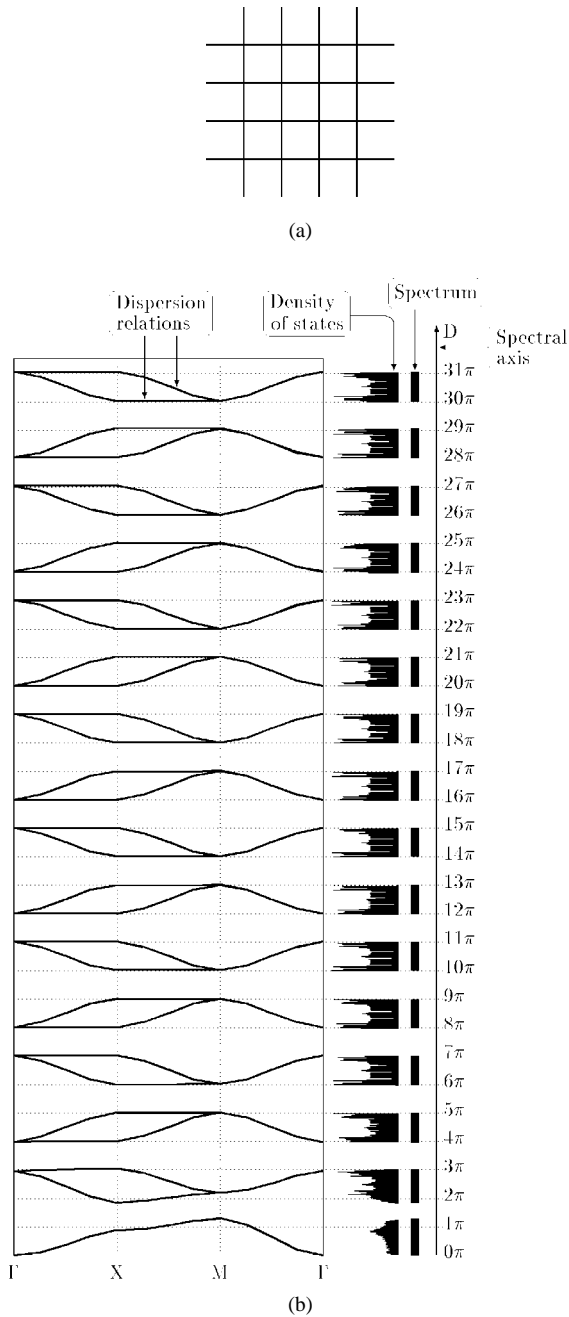 (a)
Dispersion
relations
Density
of states
Spectrum
D
Spectral
axis
31π
30π
29π
28π
27π
26π
25π
24π
23π
22π
21π
20π
19π
18π
17π
16π
15π
14π
13π
12π
11π
10π
9π
8π
7π
6π
5π
4π
3π
2π
1π
0π
Γ X M Γ
(b)